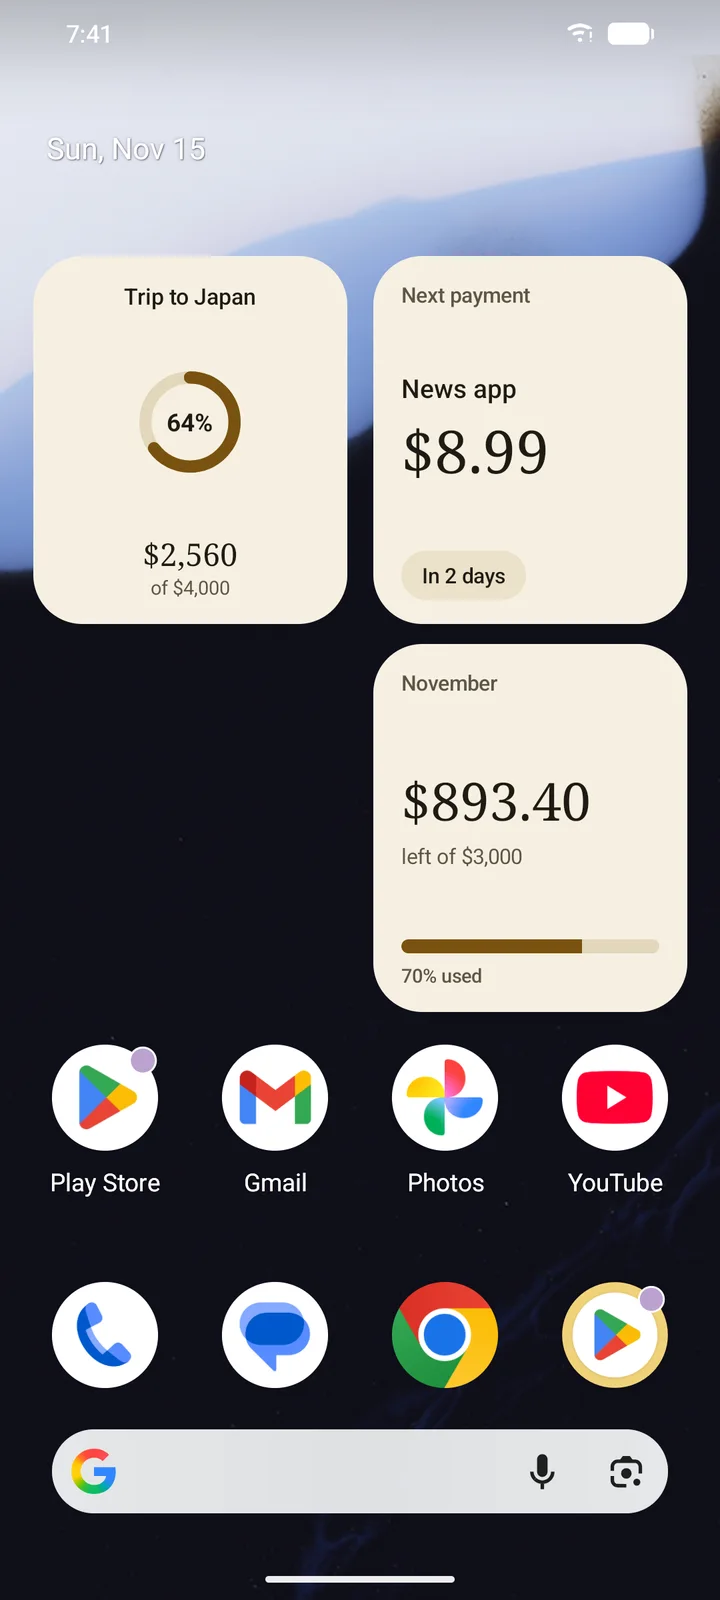 7:41
Sun, Nov 15
Trip to Japan
64%
$2,560
of $4,000
Next payment
News app
$8.99
In 2 days
November
$893.40
left of $3,000
70% used
Play Store
Gmail
Photos
YouTube